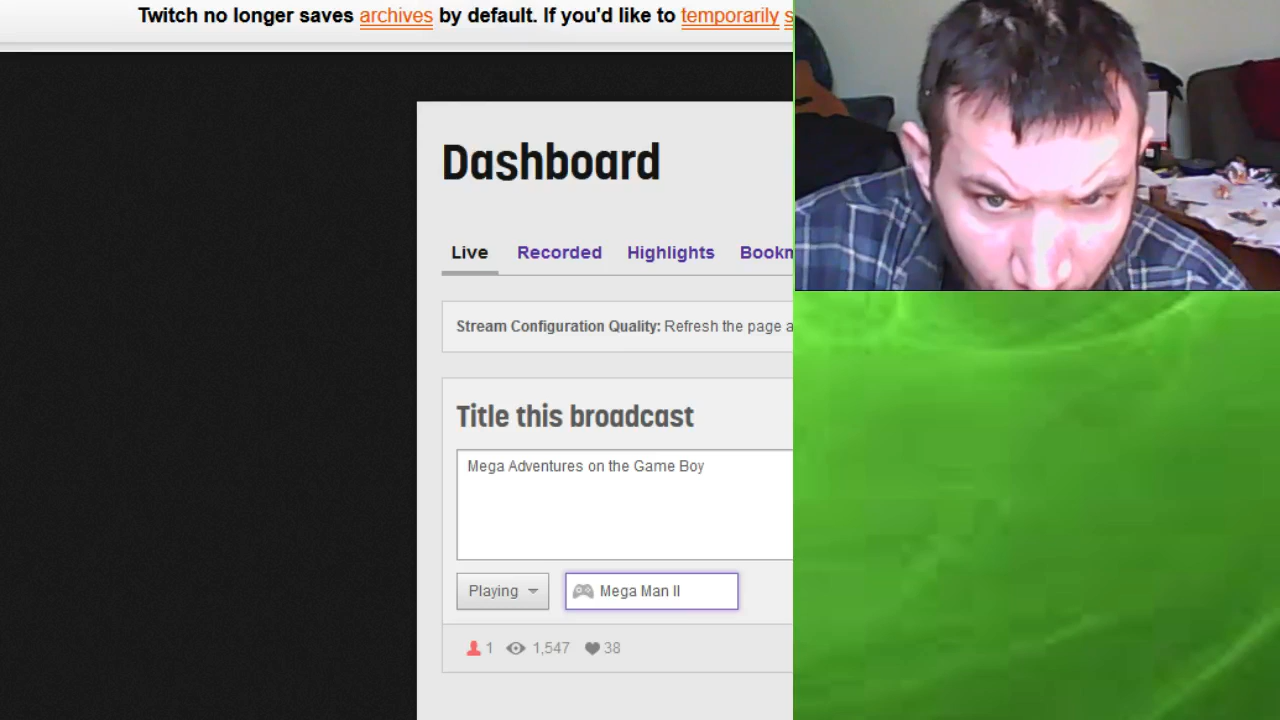 Twitch no longer saves archives by default. If you'd like to temporarily
Dashboard
Live Recorded Highlights
Stream Configuration Quality: Refresh the page
Title this broadcast
Mega Adventures on the Game Boy
Playing Mega Man II
1 1,547 38